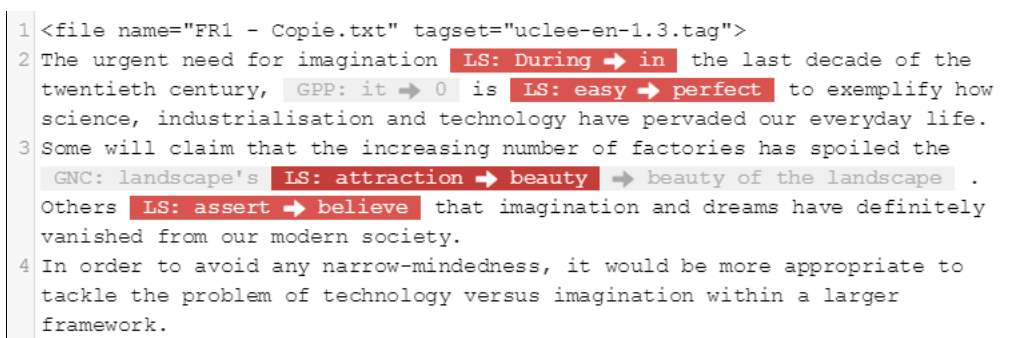 1 <file name="FR1 - Copie.txt" tagset="uclee-en-1.3.tag">
2 The urgent need for imagination LS: During → in the last decade of the
twentieth century, GPP: it → 0 is LS: easy → perfect to exemplify how
science, industrialisation and technology have pervaded our everyday life.
3 Some will claim that the increasing number of factories has spoiled the
GNC: landscape's LS: attraction → beauty → beauty of the landscape .
Others LS: assert → believe that imagination and dreams have definitely
vanished from our modern society.
4 In order to avoid any narrow-mindedness, it would be more appropriate to
tackle the problem of technology versus imagination within a larger
framework.